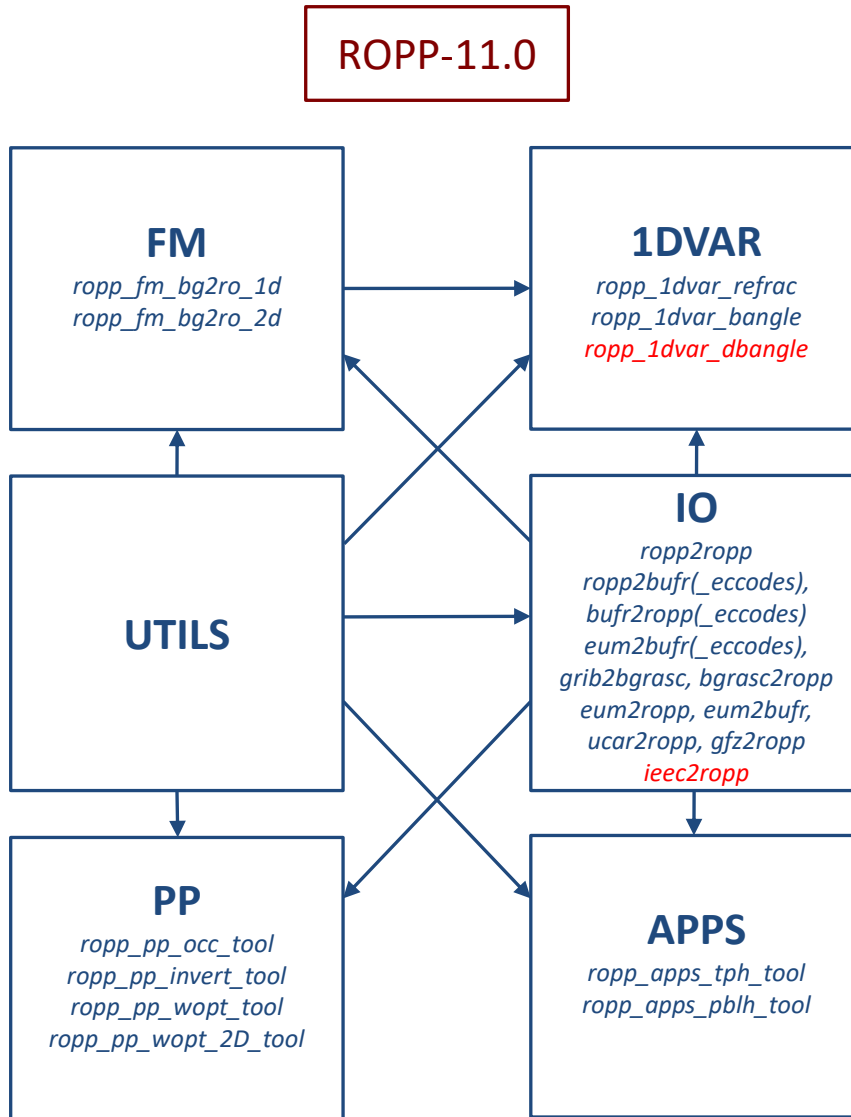 ROPP-11.0
FM
ropp_fm_bg2ro_1d
ropp_fm_bg2ro_2d
1DVAR
ropp_1dvar_refrac
ropp_1dvar_bangle
ropp_1dvar_dbangle
UTILS
IO
ropp2ropp
ropp2bufr(_eccodes),
bufr2ropp(_eccodes)
eum2bufr(_eccodes),
grib2bgrasc, bgrasc2ropp
eum2ropp, eum2bufr,
ucar2ropp, gfz2ropp
ieec2ropp
PP
ropp_pp_occ_tool
ropp_pp_invert_tool
ropp_pp_wopt_tool
ropp_pp_wopt_2D_tool
APPS
ropp_apps_tph_tool
ropp_apps_pblh_tool